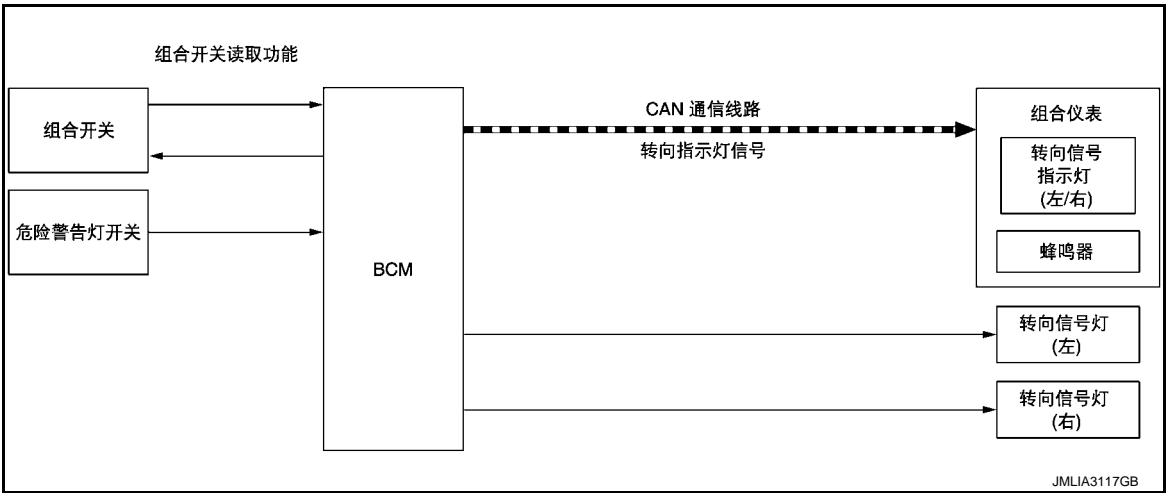 组合开关读取功能
组合开关
危险警告灯开关
BCM
CAN 通信线路
转向指示灯信号
组合仪表
转向信号
指示灯
(左/右)
蜂鸣器
转向信号灯
(左)
转向信号灯
(右)
JMLIA3117GB